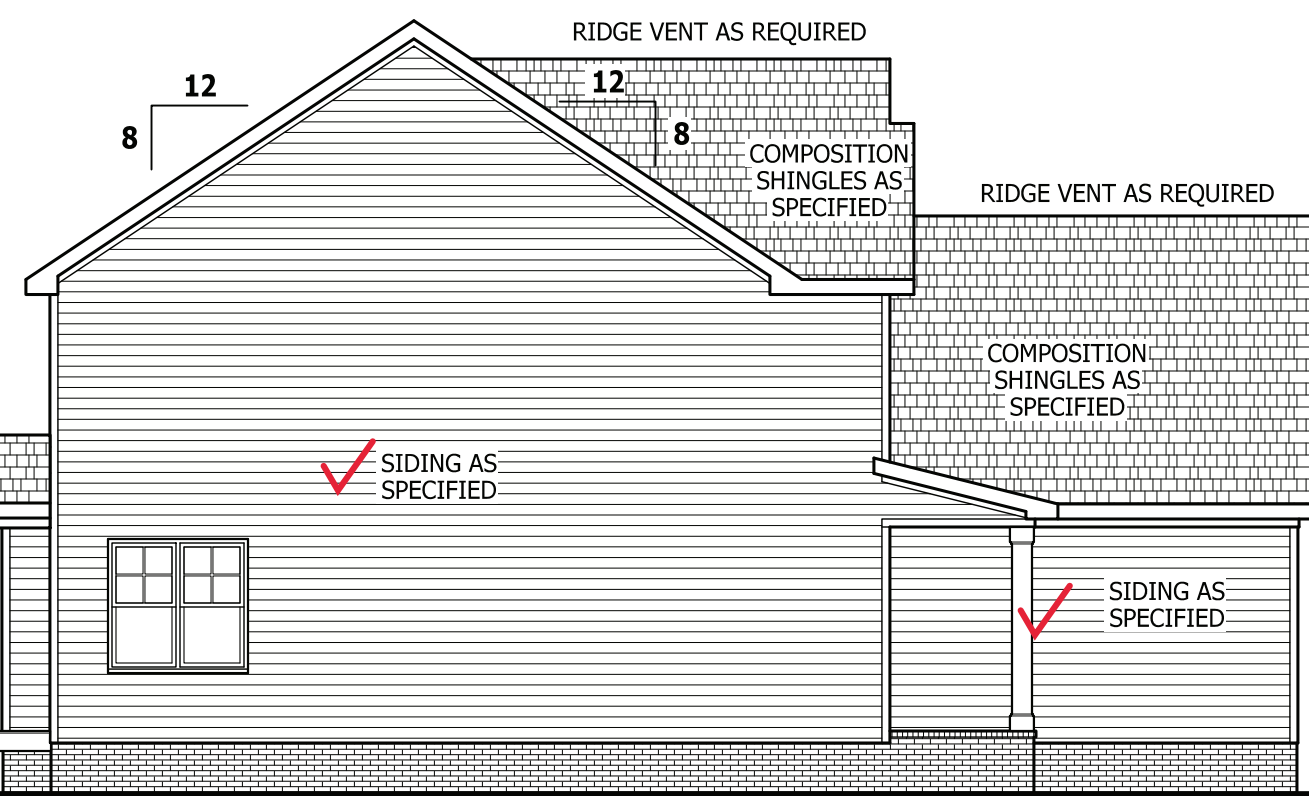 RIDGE VENT AS REQUIRED
12
12
8
8
COMPOSITION
SHINGLES AS
SPECIFIED
RIDGE VENT AS REQUIRED
COMPOSITION
SHINGLES AS
SPECIFIED
SIDING AS
SPECIFIED
SIDING AS
SPECIFIED